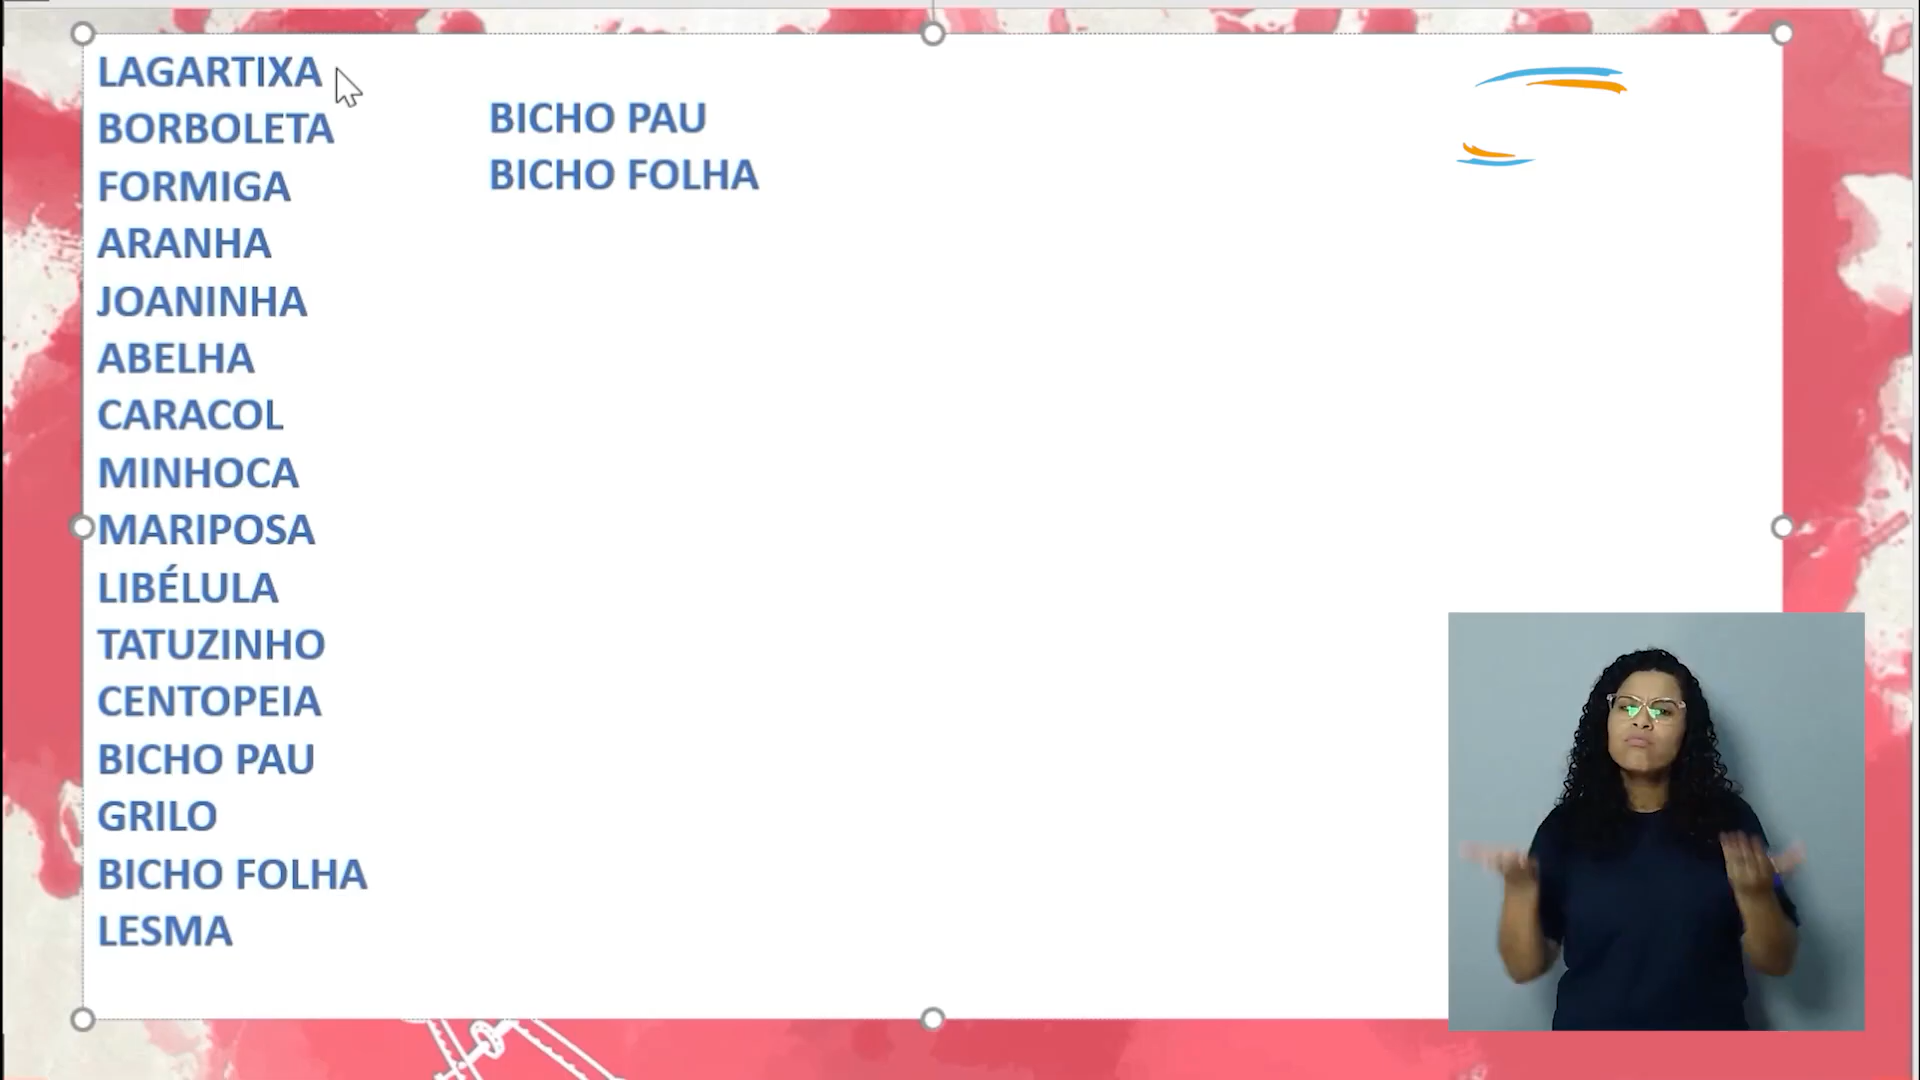 LAGARTIXA
BORBOLETA
FORMIGA
ARANHA
JOANINHA
ABELHA
CARACOL
MINHOCA
MARIPOSA
LIBÉLULA
TATUZINHO
CENTOPEIA
BICHO PAU
GRILO
BICHO FOLHA
LESMA
BICHO PAU
BICHO FOLHA